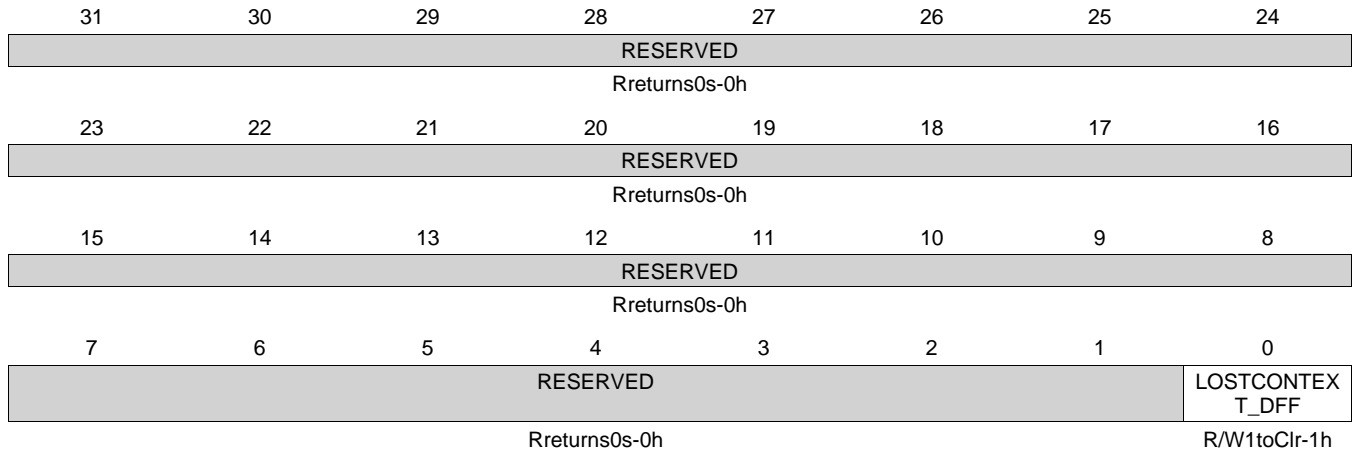 31 30 29 28 27 26 25 24
RESERVED
Rreturns0s-0h
23 22 21 20 19 18 17 16
RESERVED
Rreturns0s-0h
15 14 13 12 11 10 9 8
RESERVED
Rreturns0s-0h
7 6 5 4 3 2 1 0
RESERVED LOSTCONTEX
T_DFF
Rreturns0s-0h R/W1toClr-1h